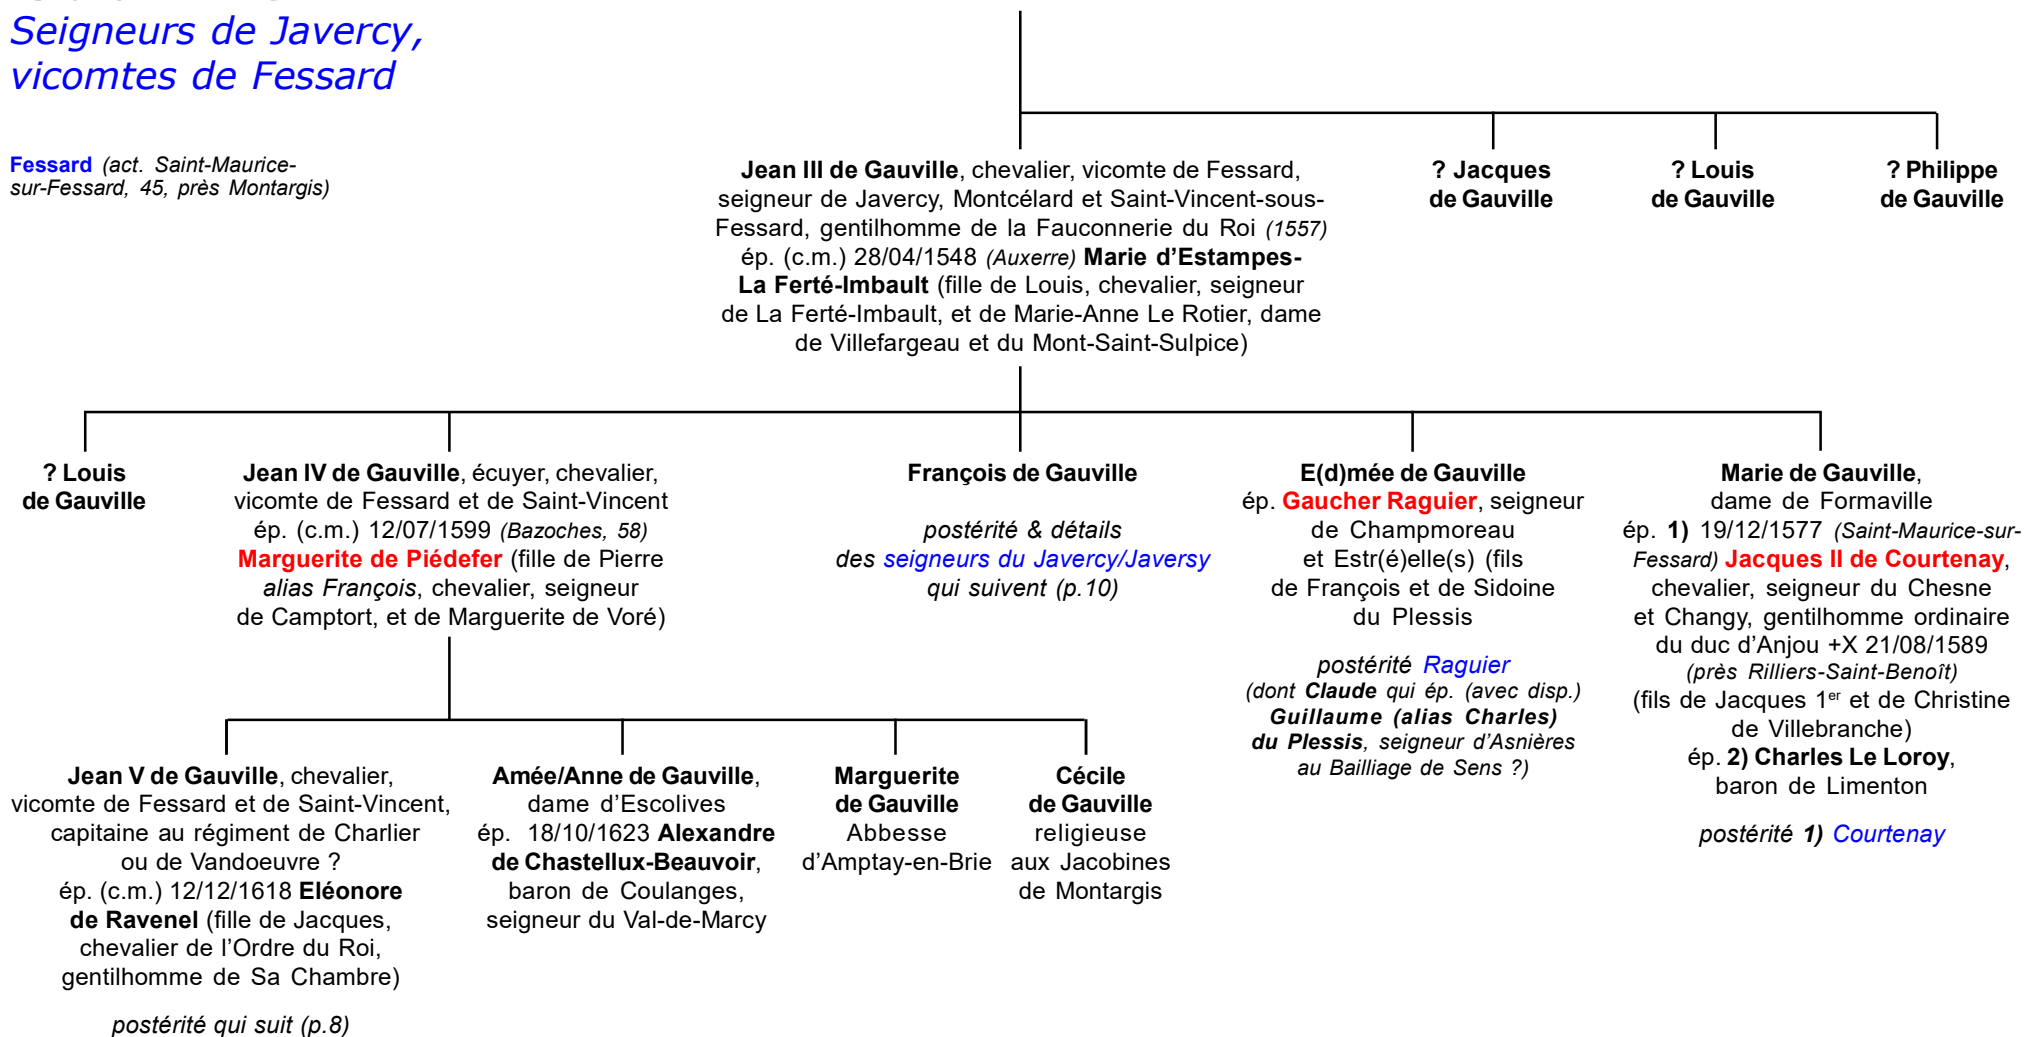 Seigneurs de Javercy,
vicomtes de Fessard
Fessard (act. Saint-Maurice-
sur-Fessard, 45, près Montargis)
Jean III de Gauville, chevalier, vicomte de Fessard,
seigneur de Javercy, Montcélard et Saint-Vincent-sous-
Fessard, gentilhomme de la Fauconnerie du Roi (1557)
ép. (c.m.) 28/04/1548 (Auxerre) Marie d’Estampes-
La Ferté-Imbault (fille de Louis, chevalier, seigneur
de La Ferté-Imbault, et de Marie-Anne Le Rotier, dame
de Villefargeau et du Mont-Saint-Sulpice)
? Jacques
de Gauville
? Louis
de Gauville
? Philippe
de Gauville
? Louis
de Gauville
Jean IV de Gauville, écuyer, chevalier,
vicomte de Fessard et de Saint-Vincent
ép. (c.m.) 12/07/1599 (Bazoches, 58)
Marguerite de Piédefer (fille de Pierre
alias François, chevalier, seigneur
de Camptort, et de Marguerite de Voré)
François de Gauville
postérité & détails
des seigneurs du Javercy/Javersy
qui suivent (p.10)
E(d)mée de Gauville
ép. Gaucher Raguier, seigneur
de Champmoreau
et Estr(é)elle(s) (fils
de François et de Sidoine
du Plessis
postérité Raguier
(dont Claude qui ép. (avec disp.)
Guillaume (alias Charles)
du Plessis, seigneur d’Asnières
au Bailliage de Sens ?)
Marie de Gauville,
dame de Formaville
ép. 1) 19/12/1577 (Saint-Maurice-sur-
Fessard) Jacques II de Courtenay,
chevalier, seigneur du Chesne
et Changy, gentilhomme ordinaire
du duc d’Anjou +X 21/08/1589
(près Rilliers-Saint-Benoît)
(fils de Jacques 1er et de Christine
de Villebranche)
ép. 2) Charles Le Loroy,
baron de Limenton
postérité 1) Courtenay
Jean V de Gauville, chevalier,
vicomte de Fessard et de Saint-Vincent,
capitaine au régiment de Charlier
ou de Vandoeuvre ?
ép. (c.m.) 12/12/1618 Eléonore
de Ravenel (fille de Jacques,
chevalier de l’Ordre du Roi,
gentilhomme de Sa Chambre)
postérité qui suit (p.8)
Amée/Anne de Gauville,
dame d’Escolives
ép. 18/10/1623 Alexandre
de Chastellux-Beauvoir,
baron de Coulanges,
seigneur du Val-de-Marcy
Marguerite
de Gauville
Abbesse
d’Amptay-en-Brie
Cécile
de Gauville
religieuse
aux Jacobines
de Montargis